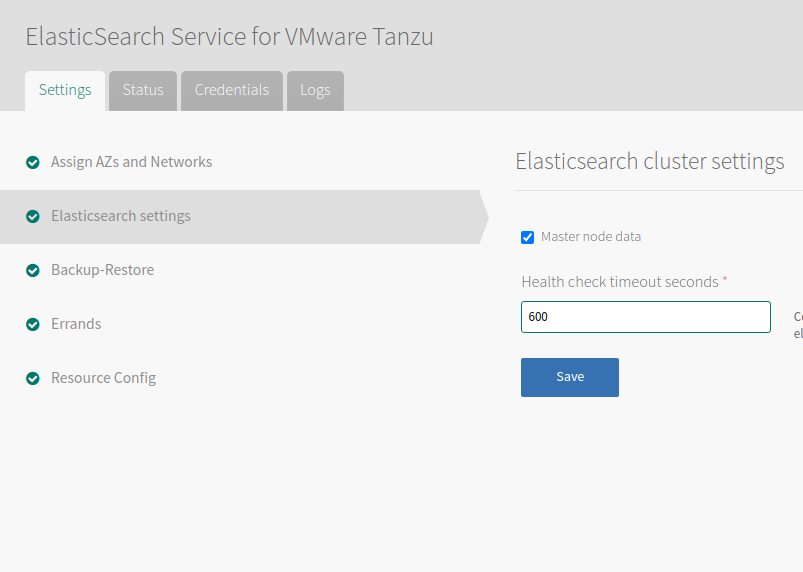 ElasticSearch Service for VMware Tanzu
Settings
Status
Credentials
Logs
Assign AZs and Networks
Elasticsearch settings
Backup-Restore
Errands
Resource Config
Elasticsearch cluster settings
Master node data
Health check timeout seconds *
600
Save